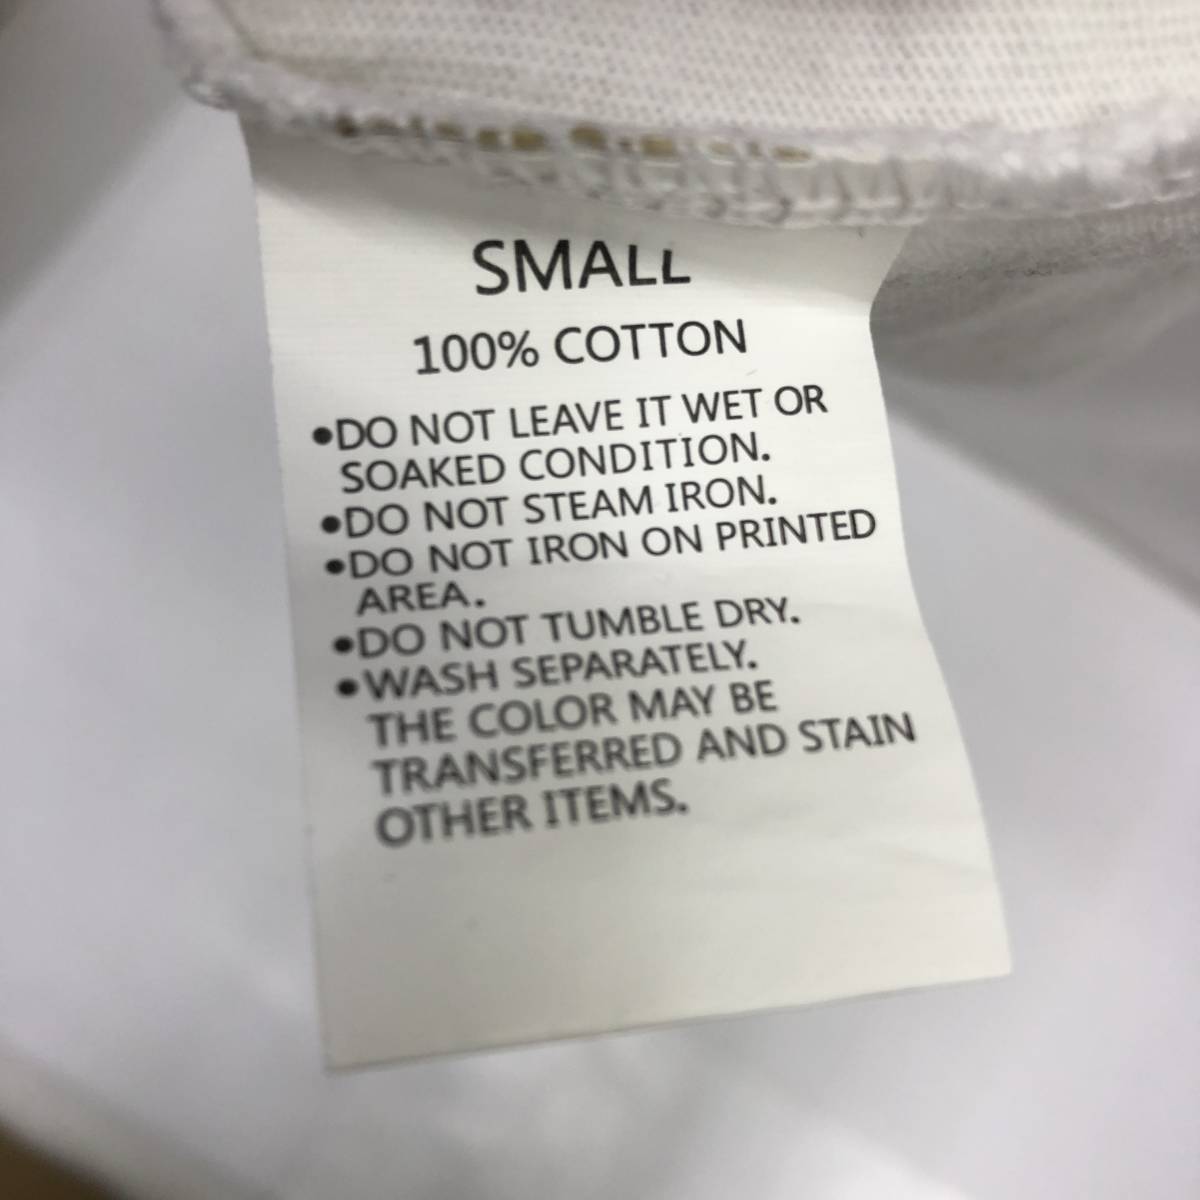 SMALL
100% COTTON
•DO NOT LEAVE IT WET OR
SOAKED CONDITION.
•DO NOT STEAM IRON.
•DO NOT IRON ON PRINTED
AREA.
•DO NOT TUMBLE DRY.
•WASH SEPARATELY.
THE COLOR MAY BE
TRANSFERRED AND STAIN
OTHER ITEMS.